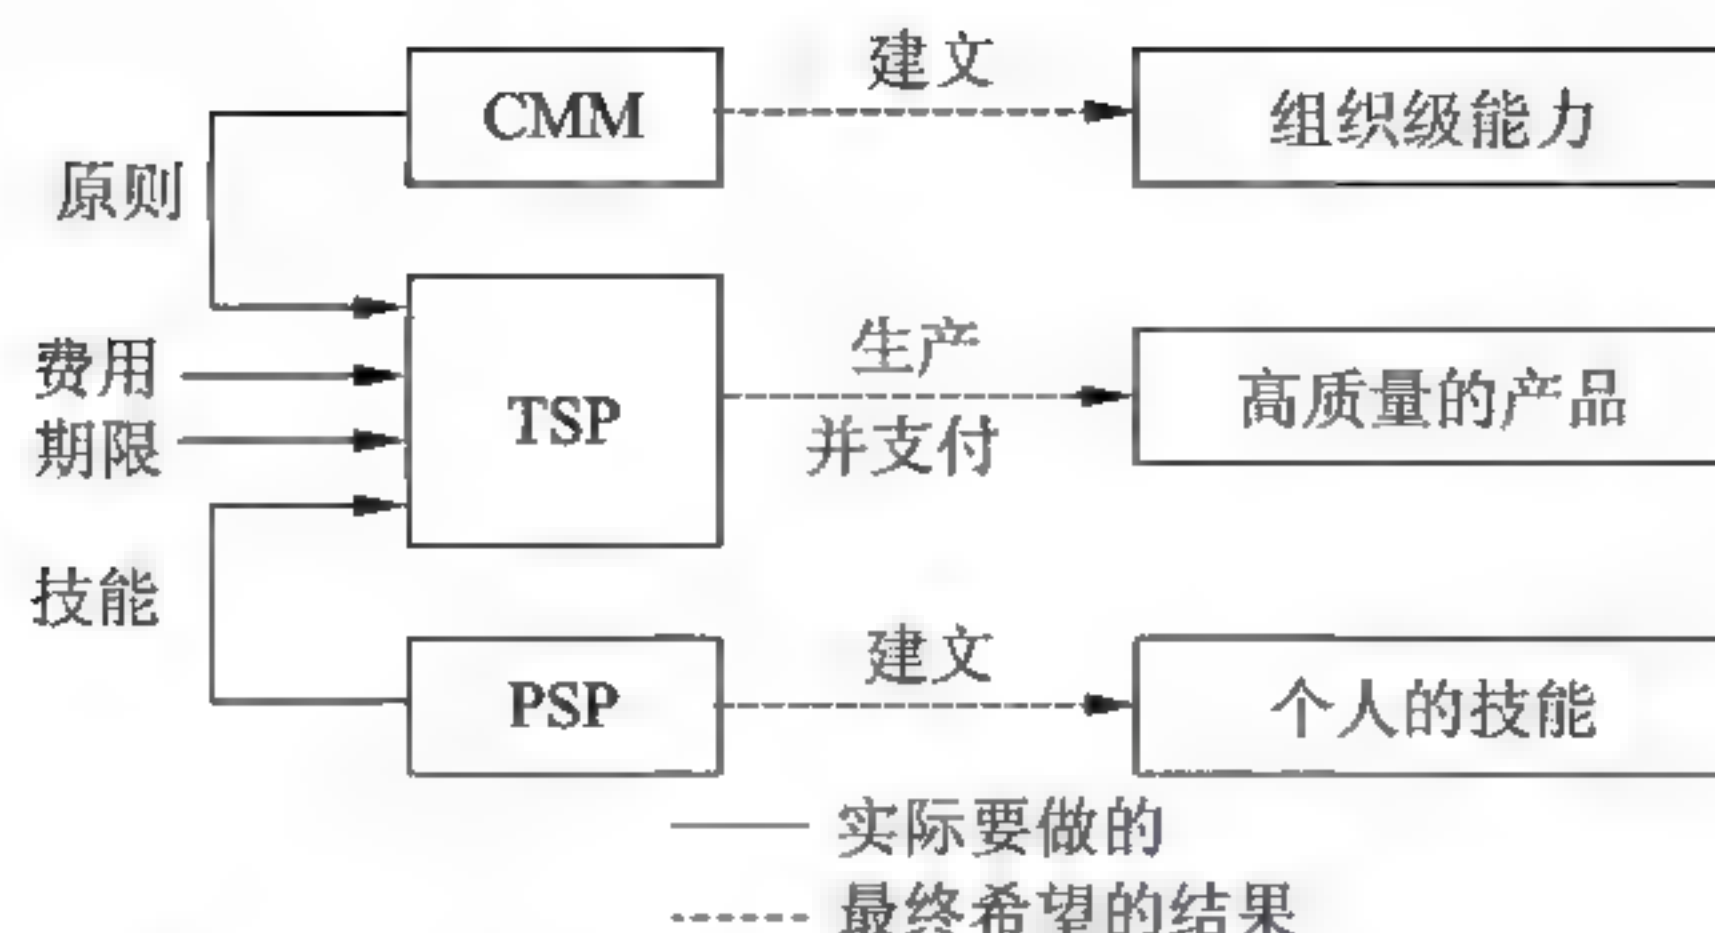 建文
CMM
组织级能力
原则
生产
费用
TSP
高质量的产品
期限
并支付
技能
建文
PSP
个人的技能
实际要做的
最终希望的结果